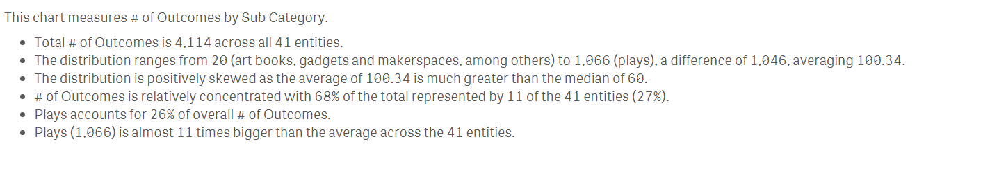 This chart measures # of Outcomes by Sub Category.
• Total # of Outcomes is 4,114 across all 41 entities.
• The distribution ranges from 20 (art books, gadgets and makerspaces, among others) to 1,066 (plays), a difference of 1,046, averaging 100.34.
• The distribution is positively skewed as the average of 100.34 is much greater than the median of 60.
• # of Outcomes is relatively concentrated with 68% of the total represented by 11 of the 41 entities (27%).
• Plays accounts for 26% of overall # of Outcomes.
• Plays (1,066) is almost 11 times bigger than the average across the 41 entities.